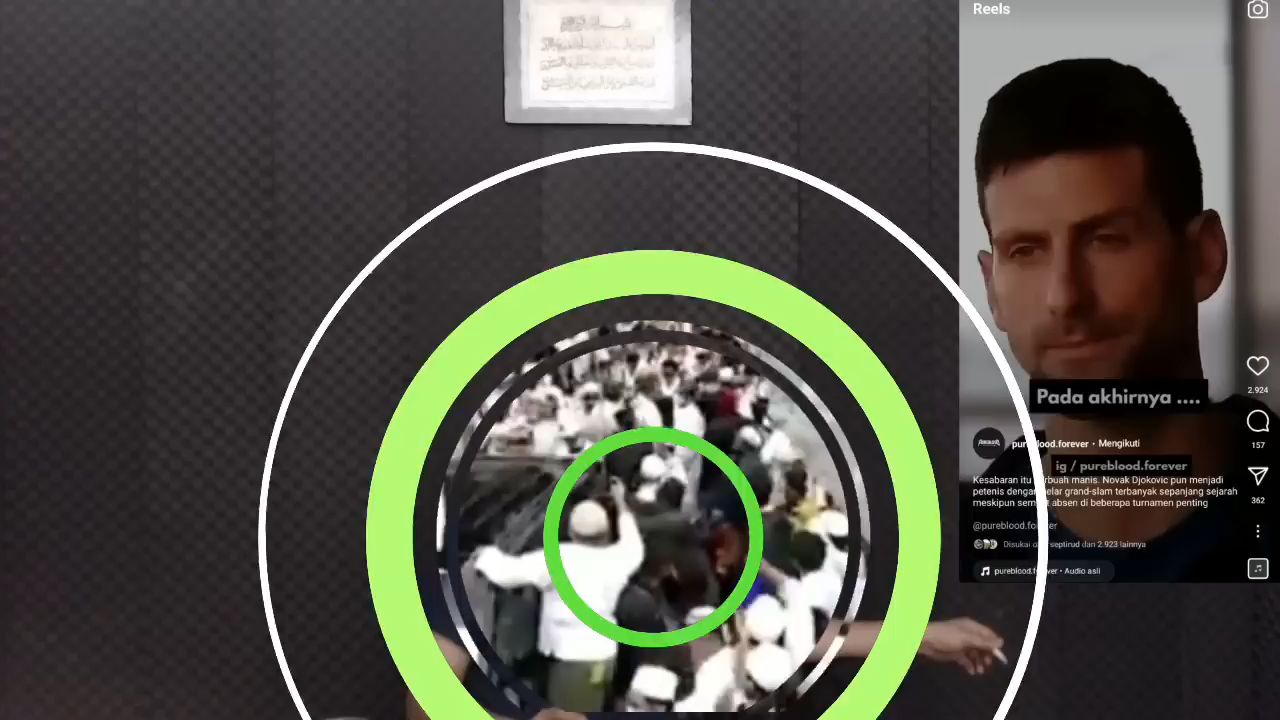 Reels
Pada akhirnya ....
2.924
157
362
pureblood.forever • Mengikuti
ig / pureblood.forever
Kesabaran itu berbuah manis. Novak Djokovic pun menjadi
petenis dengan gelar grand-slam terbanyak sepanjang sejarah
meskipun sempat absen di beberapa turnamen penting
@pureblood.forever
Disukai oleh septirud dan 2.923 lainnya
pureblood.forever • Audio asli